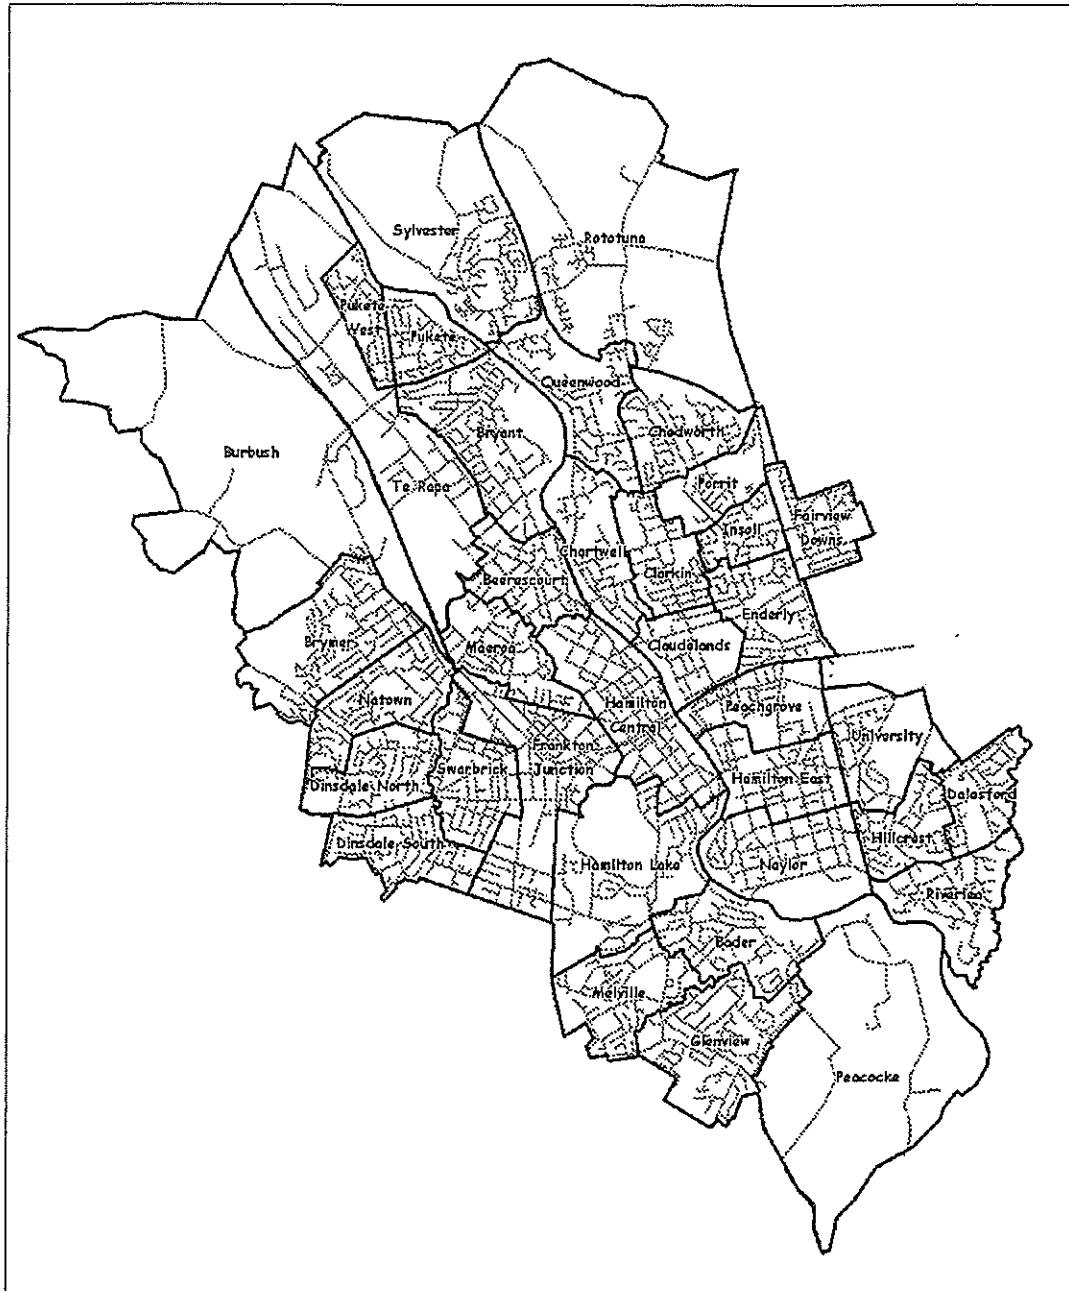 Sylvester
Rototuna
Pukete
West
Pukete
Queenwood
Chedworth
Bryant
Burbush
Te Rapa
Porrit
Fairview
Downs
Insoll
Chartwell
Clarkin
Beerescourt
Enderly
Brymer
Maeroa
Claudelands
Natown
Hamilton
Central
Peachgrove
University
Frankton
Junction
Swarbrick
Dinsdale North
Hamilton East
Dalesford
Dinsdale South
Hillcrest
Hamilton Lake
Naylor
Riverlea
Bader
Melville
Glenview
Peacocke